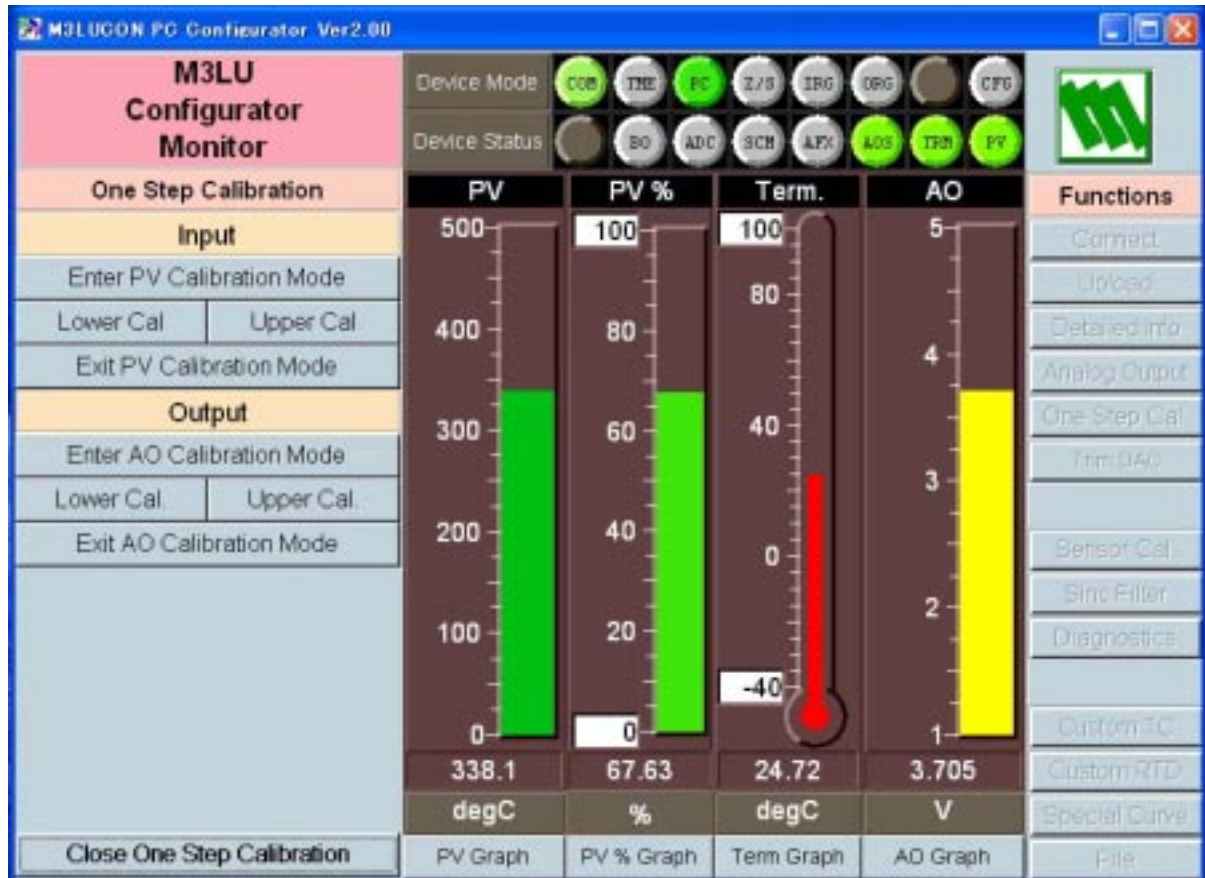 M3LUCON PC Configurator Ver2.00
M3LU
Configurator
Monitor
Device Mode
COM TME PC Z/S IRG ORG CFG
Device Status
BO ADC SCH AFX AOS TRM PV
One Step Calibration
Input
Enter PV Calibration Mode
Lower Cal Upper Cal
Exit PV Calibration Mode
Output
Enter AO Calibration Mode
Lower Cal. Upper Cal.
Exit AO Calibration Mode
Close One Step Calibration
PV
500
400
300
200
100
0
338.1
degC
PV Graph
PV %
100
80
60
40
20
0
67.63
%
PV % Graph
Term.
100
80
40
0
-40
24.72
degC
Term Graph
AO
5
4
3
2
1
3.705
V
AO Graph
Functions
Connect
Upload
Detailed info
Analog Output
One Step Cal
Trim DAC
Sensor Cal.
Sinc Filter
Diagnostics
Custom TC
Custom RTD
Special Curve
File